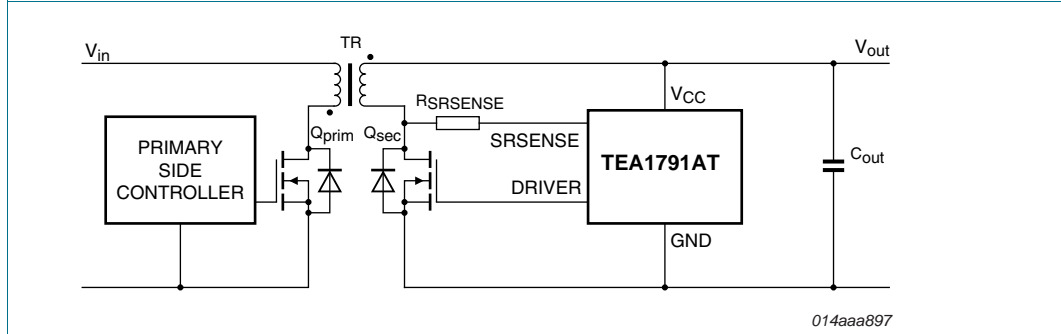 TR
V_in
V_out
V_CC
R_SRSENSE
SRSENSE
Q_prim
Q_sec
PRIMARY
SIDE
CONTROLLER
TEA1791AT
C_out
DRIVER
GND
014aaa897